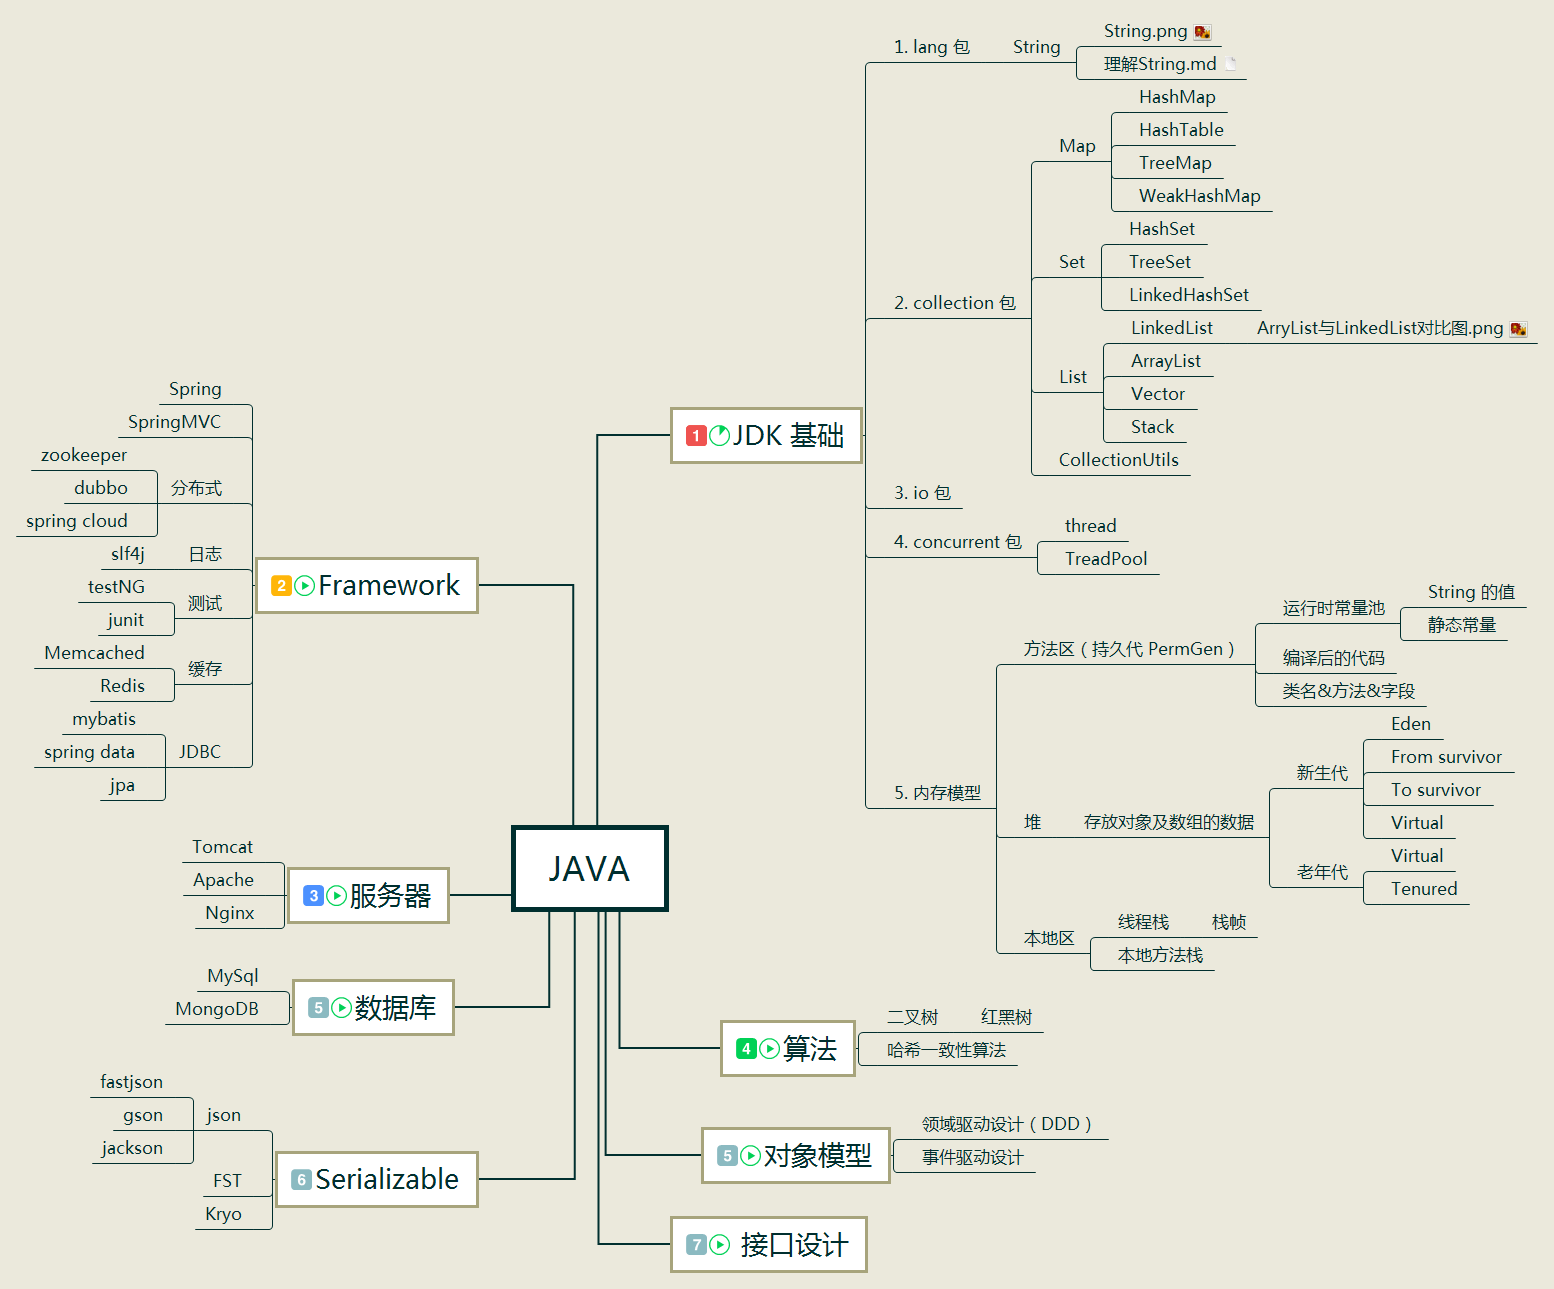 JAVA
1 JDK 基础
1. lang 包
String
String.png
理解String.md
2. collection 包
Map
HashMap
HashTable
TreeMap
WeakHashMap
Set
HashSet
TreeSet
LinkedHashSet
List
LinkedList
ArryList与LinkedList对比图.png
ArrayList
Vector
Stack
CollectionUtils
3. io 包
4. concurrent 包
thread
TreadPool
5. 内存模型
方法区（持久代 PermGen）
运行时常量池
String 的值
静态常量
编译后的代码
类名&方法&字段
堆
存放对象及数组的数据
新生代
Eden
From survivor
To survivor
Virtual
老年代
Virtual
Tenured
本地区
线程栈
栈帧
本地方法栈
2 Framework
Spring
SpringMVC
分布式
zookeeper
dubbo
spring cloud
日志
slf4j
测试
testNG
junit
缓存
Memcached
Redis
JDBC
mybatis
spring data
jpa
3 服务器
Tomcat
Apache
Nginx
5 数据库
MySql
MongoDB
6 Serializable
json
fastjson
gson
jackson
FST
Kryo
4 算法
二叉树
红黑树
哈希一致性算法
5 对象模型
领域驱动设计（DDD）
事件驱动设计
7 接口设计